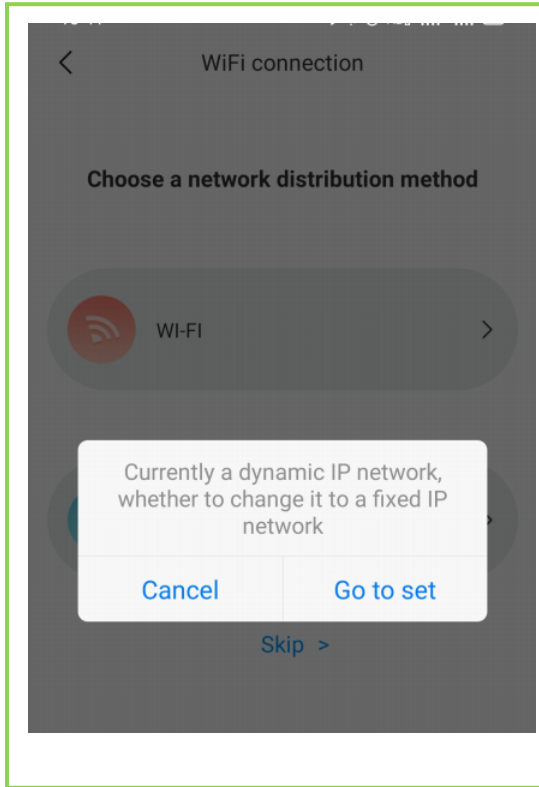 WiFi connection
Choose a network distribution method
WI-FI
Currently a dynamic IP network,
whether to change it to a fixed IP
network
Cancel
Go to set
Skip >